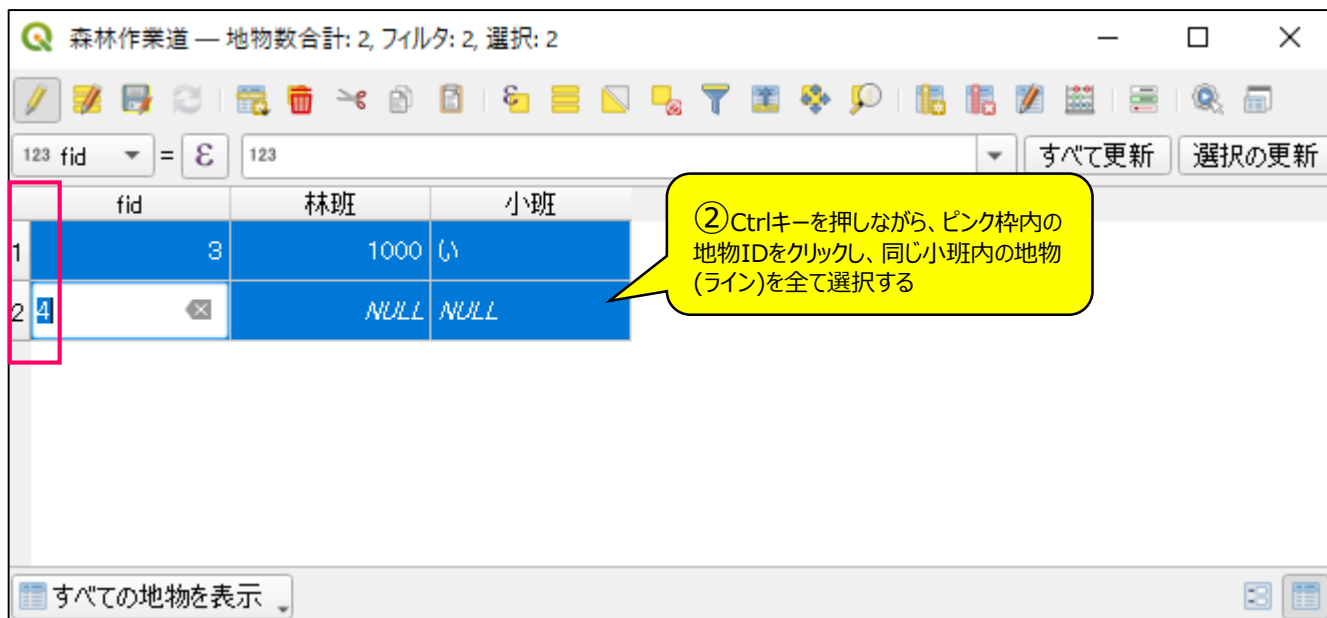 森林作業道 — 地物数合計: 2, フィルタ: 2, 選択: 2
123 fid = ε 123 すべて更新 選択の更新
fid 林班 小班
1 3 1000 い
2 4 NULL NULL
②Ctrlキーを押しながら、ピンク枠内の
地物IDをクリックし、同じ小班内の地物
(ライン)を全て選択する
すべての地物を表示